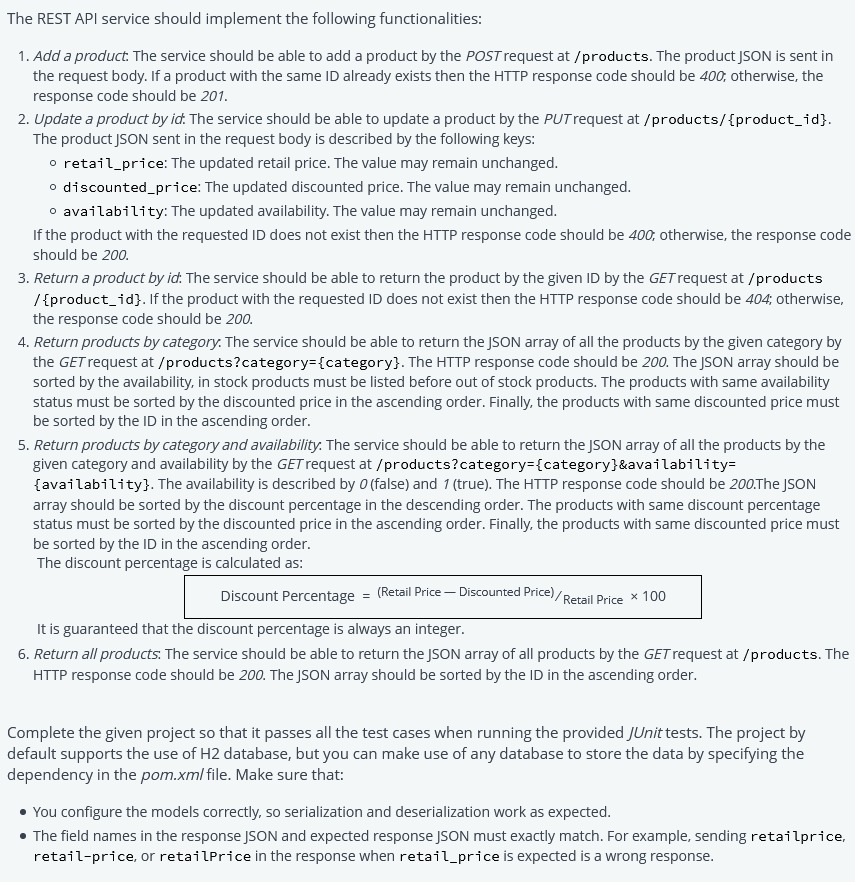 The REST API service should implement the following functionalities:
1. Add a product: The service should be able to add a product by the POST request at /products. The product JSON is sent in
the request body. If a product with the same ID already exists then the HTTP response code should be 400; otherwise, the
response code should be 201.
2. Update a product by id: The service should be able to update a product by the PUT request at /products/{product_id}.
The product JSON sent in the request body is described by the following keys:
○ retail_price: The updated retail price. The value may remain unchanged.
○ discounted_price: The updated discounted price. The value may remain unchanged.
○ availability: The updated availability. The value may remain unchanged.
If the product with the requested ID does not exist then the HTTP response code should be 400; otherwise, the response code
should be 200.
3. Return a product by id: The service should be able to return the product by the given ID by the GET request at /products
/{product_id}. If the product with the requested ID does not exist then the HTTP response code should be 404; otherwise,
the response code should be 200.
4. Return products by category: The service should be able to return the JSON array of all the products by the given category by
the GET request at /products?category={category}. The HTTP response code should be 200. The JSON array should be
sorted by the availability, in stock products must be listed before out of stock products. The products with same availability
status must be sorted by the discounted price in the ascending order. Finally, the products with same discounted price must
be sorted by the ID in the ascending order.
5. Return products by category and availability: The service should be able to return the JSON array of all the products by the
given category and availability by the GET request at /products?category={category}&availability=
{availability}. The availability is described by 0 (false) and 1 (true). The HTTP response code should be 200.The JSON
array should be sorted by the discount percentage in the descending order. The products with same discount percentage
status must be sorted by the discounted price in the ascending order. Finally, the products with same discounted price must
be sorted by the ID in the ascending order.
The discount percentage is calculated as:
Discount Percentage = (Retail Price — Discounted Price)/Retail Price × 100
It is guaranteed that the discount percentage is always an integer.
6. Return all products: The service should be able to return the JSON array of all products by the GET request at /products. The
HTTP response code should be 200. The JSON array should be sorted by the ID in the ascending order.
Complete the given project so that it passes all the test cases when running the provided JUnit tests. The project by
default supports the use of H2 database, but you can make use of any database to store the data by specifying the
dependency in the pom.xml file. Make sure that:
● You configure the models correctly, so serialization and deserialization work as expected.
● The field names in the response JSON and expected response JSON must exactly match. For example, sending retailprice,
retail-price, or retailPrice in the response when retail_price is expected is a wrong response.